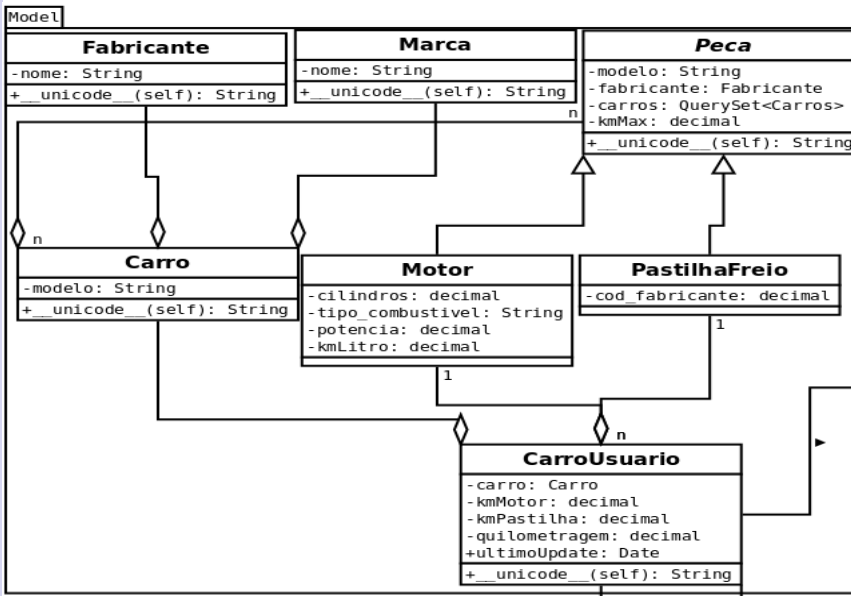 Model
Fabricante
-nome: String
+__unicode__(self): String
Marca
-nome: String
+__unicode__(self): String
Peca
-modelo: String
-fabricante: Fabricante
-carros: QuerySet<Carros>
-kmMax: decimal
+__unicode__(self): String
n
n
Carro
-modelo: String
+__unicode__(self): String
Motor
-cilindros: decimal
-tipo_combustivel: String
-potencia: decimal
-kmLitro: decimal
1
PastilhaFreio
-cod_fabricante: decimal
1
n
CarroUsuario
-carro: Carro
-kmMotor: decimal
-kmPastilha: decimal
-quilometragem: decimal
+ultimoUpdate: Date
+__unicode__(self): String